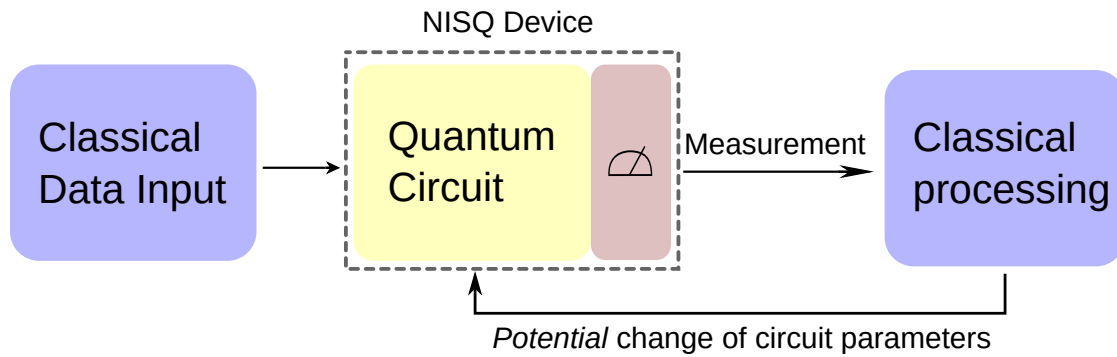 NISQ Device
Classical
Data Input
Quantum
Circuit
Measurement
Classical
processing
Potential change of circuit parameters